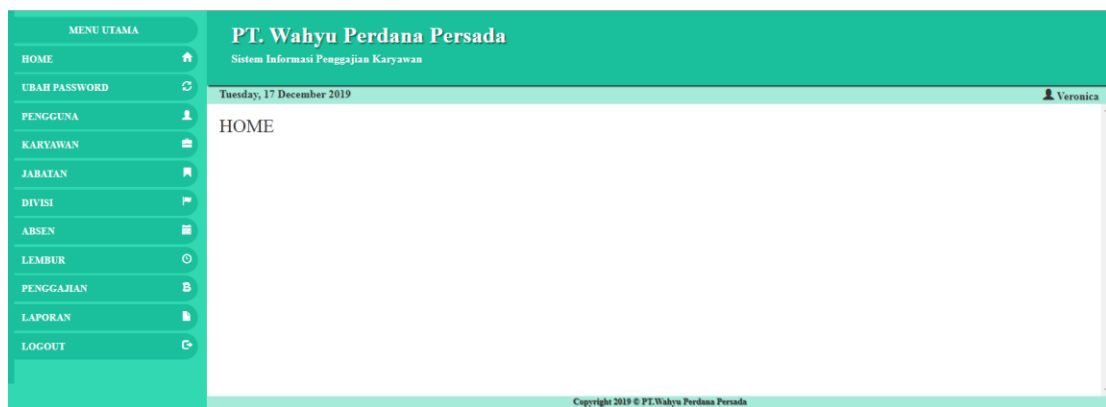 MENU UTAMA
HOME
UBAH PASSWORD
PENGGUNA
KARYAWAN
JABATAN
DIVISI
ABSEN
LEMBUR
PENGGAJIAN
LAPORAN
LOGOUT
PT. Wahyu Perdana Persada
Sistem Informasi Penggajian Karyawan
Tuesday, 17 December 2019
Veronica
HOME
Copyright 2019 © PT.Wahyu Perdana Persada